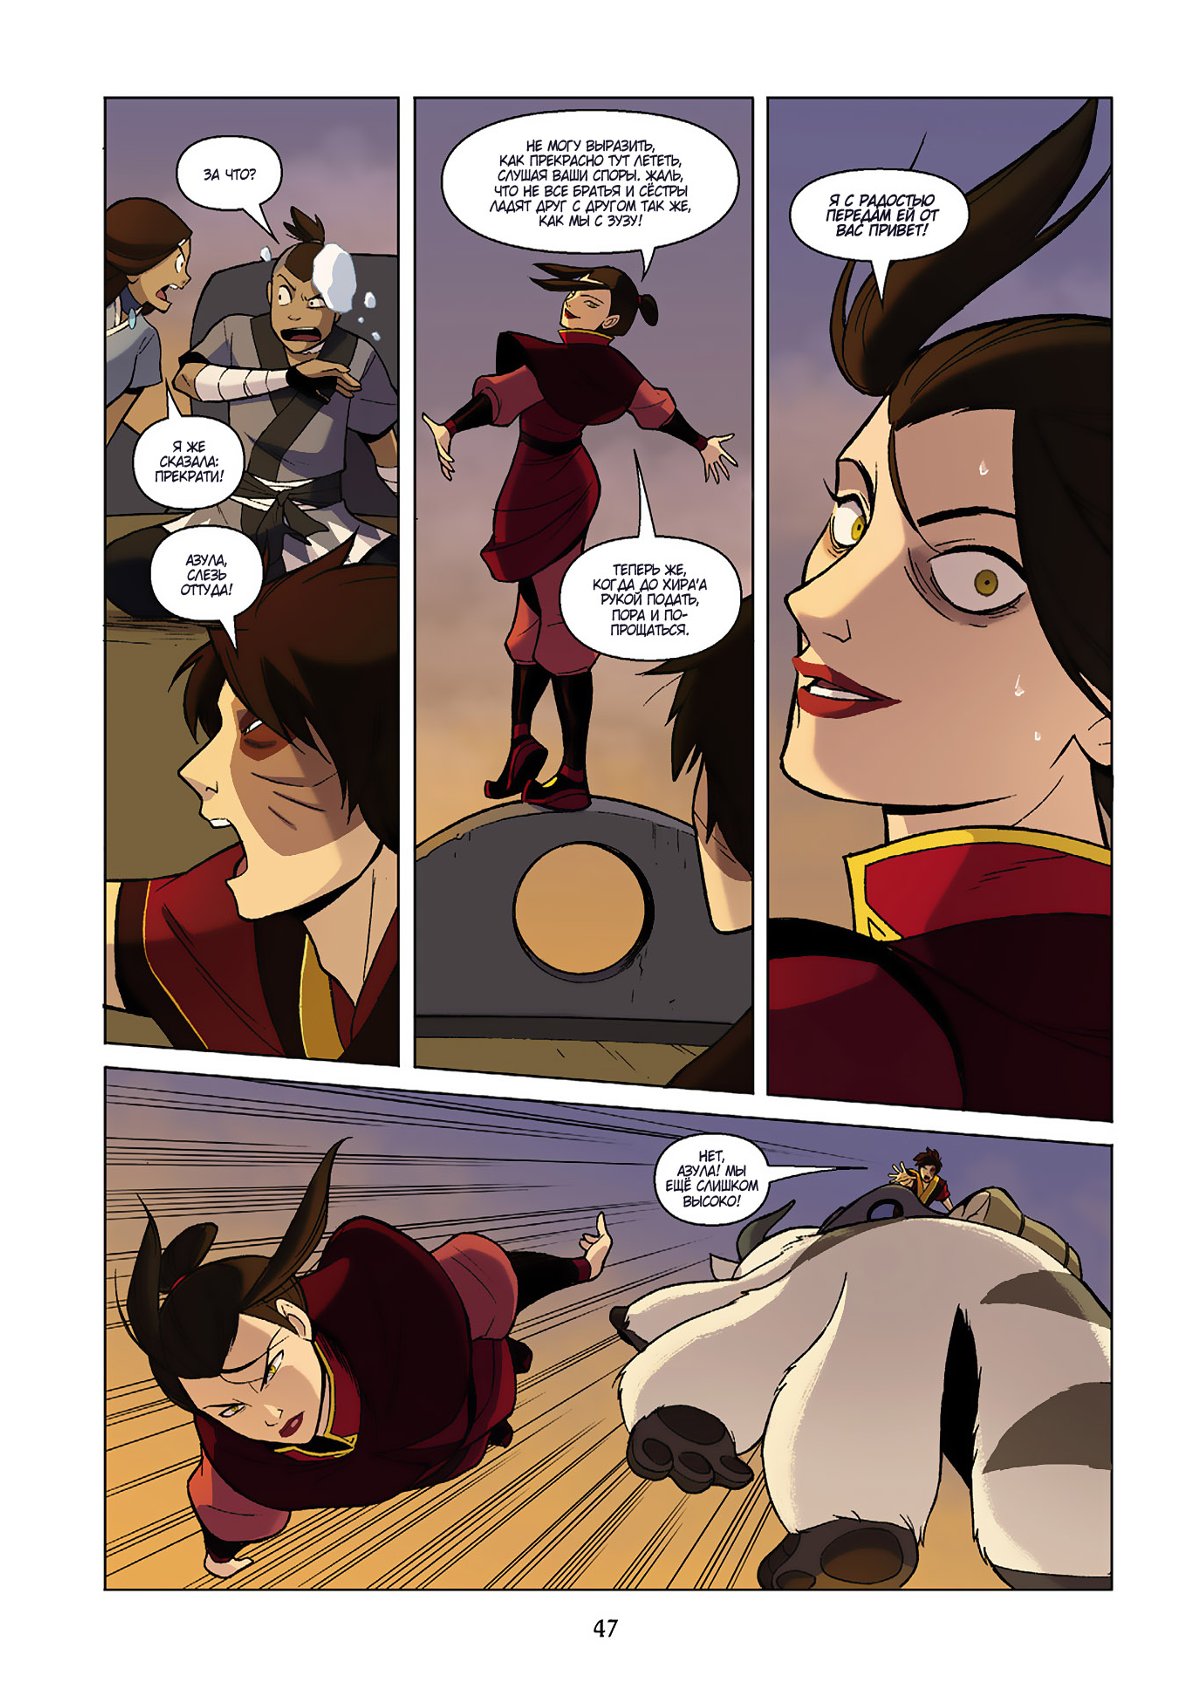 ЗА ЧТО?
Я ЖЕ
СКАЗАЛА:
ПРЕКРАТИ!
АЗУЛА,
СЛЕЗЬ
ОТТУДА!
НЕ МОГУ ВЫРАЗИТЬ,
КАК ПРЕКРАСНО ТУТ ЛЕТЕТЬ,
СЛУШАЯ ВАШИ СПОРЫ. ЖАЛЬ,
ЧТО НЕ ВСЕ БРАТЬЯ И СЁСТРЫ
ЛАДЯТ ДРУГ С ДРУГОМ ТАК ЖЕ,
КАК МЫ С ЗУЗУ!
ТЕПЕРЬ ЖЕ,
КОГДА ДО ХИРА'А
РУКОЙ ПОДАТЬ,
ПОРА И ПО-
ПРОЩАТЬСЯ.
Я С РАДОСТЬЮ
ПЕРЕДАМ ЕЙ ОТ
ВАС ПРИВЕТ!
НЕТ,
АЗУЛА! МЫ
ЕЩЁ СЛИШКОМ
ВЫСОКО!
47